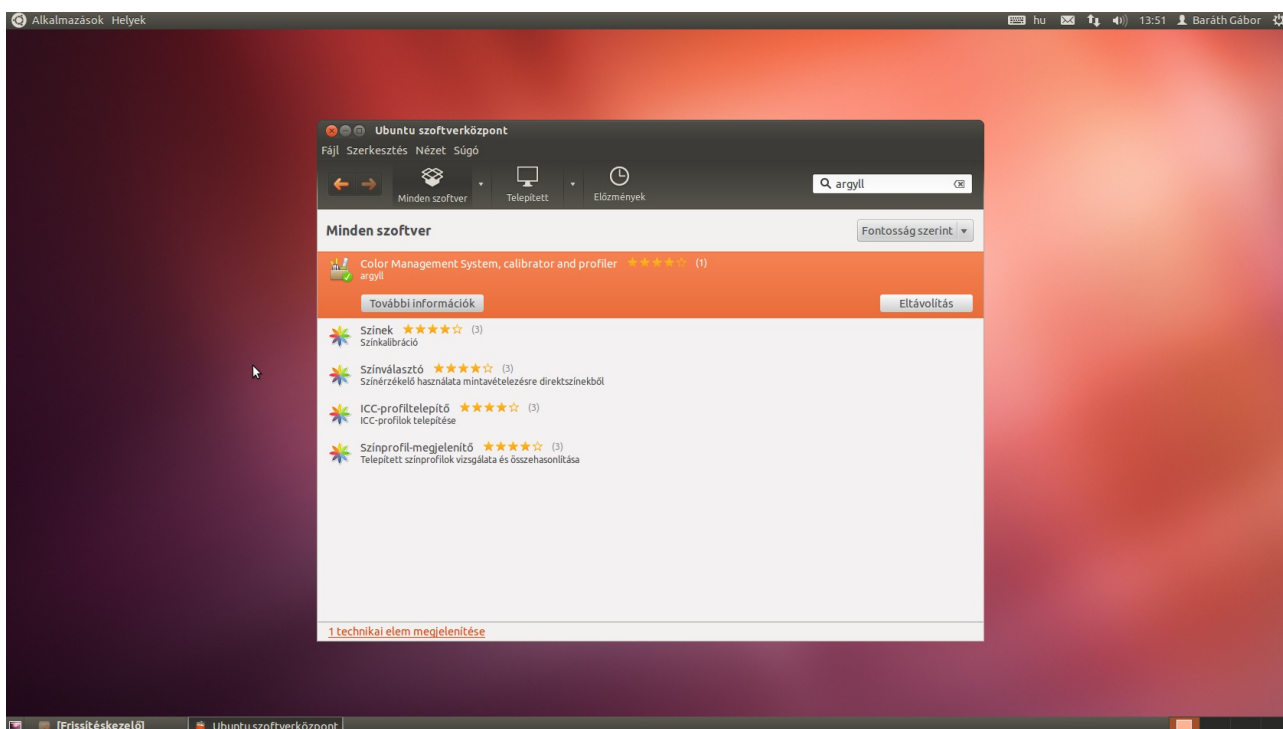 Alkalmazások Helyek
hu 13:51 Baráth Gábor
Ubuntu szoftverközpont
Fájl Szerkesztés Nézet Súgó
Minden szoftver Telepített Előzmények argyll
Minden szoftver Fontosság szerint
Color Management System, calibrator and profiler (1)
argyll
További információk Eltávolítás
Színek (3)
Színkalibráció
Színválasztó (3)
Színérzékelő használata mintavételezésre direktszínekből
ICC-profiltelepítő (3)
ICC-profilok telepítése
Színprofil-megjelenítő (3)
Telepített színprofilok vizsgálata és összehasonlítása
1 technikai elem megjelenítése
[Frissítéskezelő] Ubuntu szoftverközpont